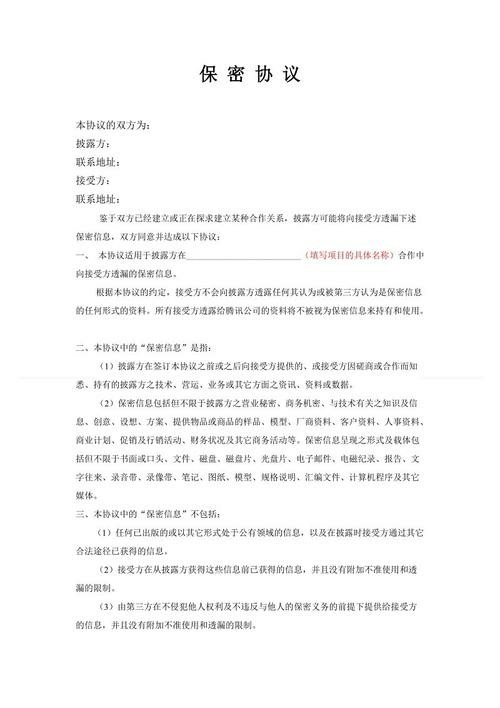 保 密 协 议
本协议的双方为：
披露方：
联系地址：
接受方：
联系地址：
鉴于双方已经建立或正在探求建立某种合作关系，披露方可能将向接受方透漏下述
保密信息，双方同意并达成以下协议：
一、 本协议适用于披露方在__________________________（填写项目的具体名称）合作中
向接受方透漏的保密信息。
根据本协议的约定，接受方不会向披露方透露任何其认为或被第三方认为是保密信息
的任何形式的资料。所有接受方透露给腾讯公司的资料将不被视为保密信息来持有和使用。
二、本协议中的“保密信息”是指：
（1）披露方在签订本协议之前或之后向接受方提供的、或接受方因磋商或合作而知
悉、持有的披露方之技术、营运、业务或其它方面之资讯、资料或数据。
（2）保密信息包括但不限于披露方之营业秘密、商务机密、与技术有关之知识及信
息、创意、设想、方案、提供物品或商品的样品、模型、厂商资料、客户资料、人事资料、
商业计划、促销及行销活动、财务状况及其它商务活动等。保密信息呈现之形式及载体包
括但不限于书面或口头、文件、磁盘、磁盘片、光盘片、电子邮件、电磁纪录、报告、文
字往来、录音带、录像带、笔记、图纸、模型、规格说明、汇编文件、计算机程序及其它
媒体。
三、本协议中的“保密信息”不包括：
（1）任何已出版的或以其它形式处于公有领域的信息，以及在披露时接受方通过其它
合法途径已获得的信息。
（2）接受方在从披露方获得这些信息前已获得的信息，且没有附加不准使用和透
漏的限制。
（3）由第三方在不侵犯他人权利及不违反与他人的保密义务的前提下提供给接受方
的信息，并且没有附加不准使用和透漏的限制。